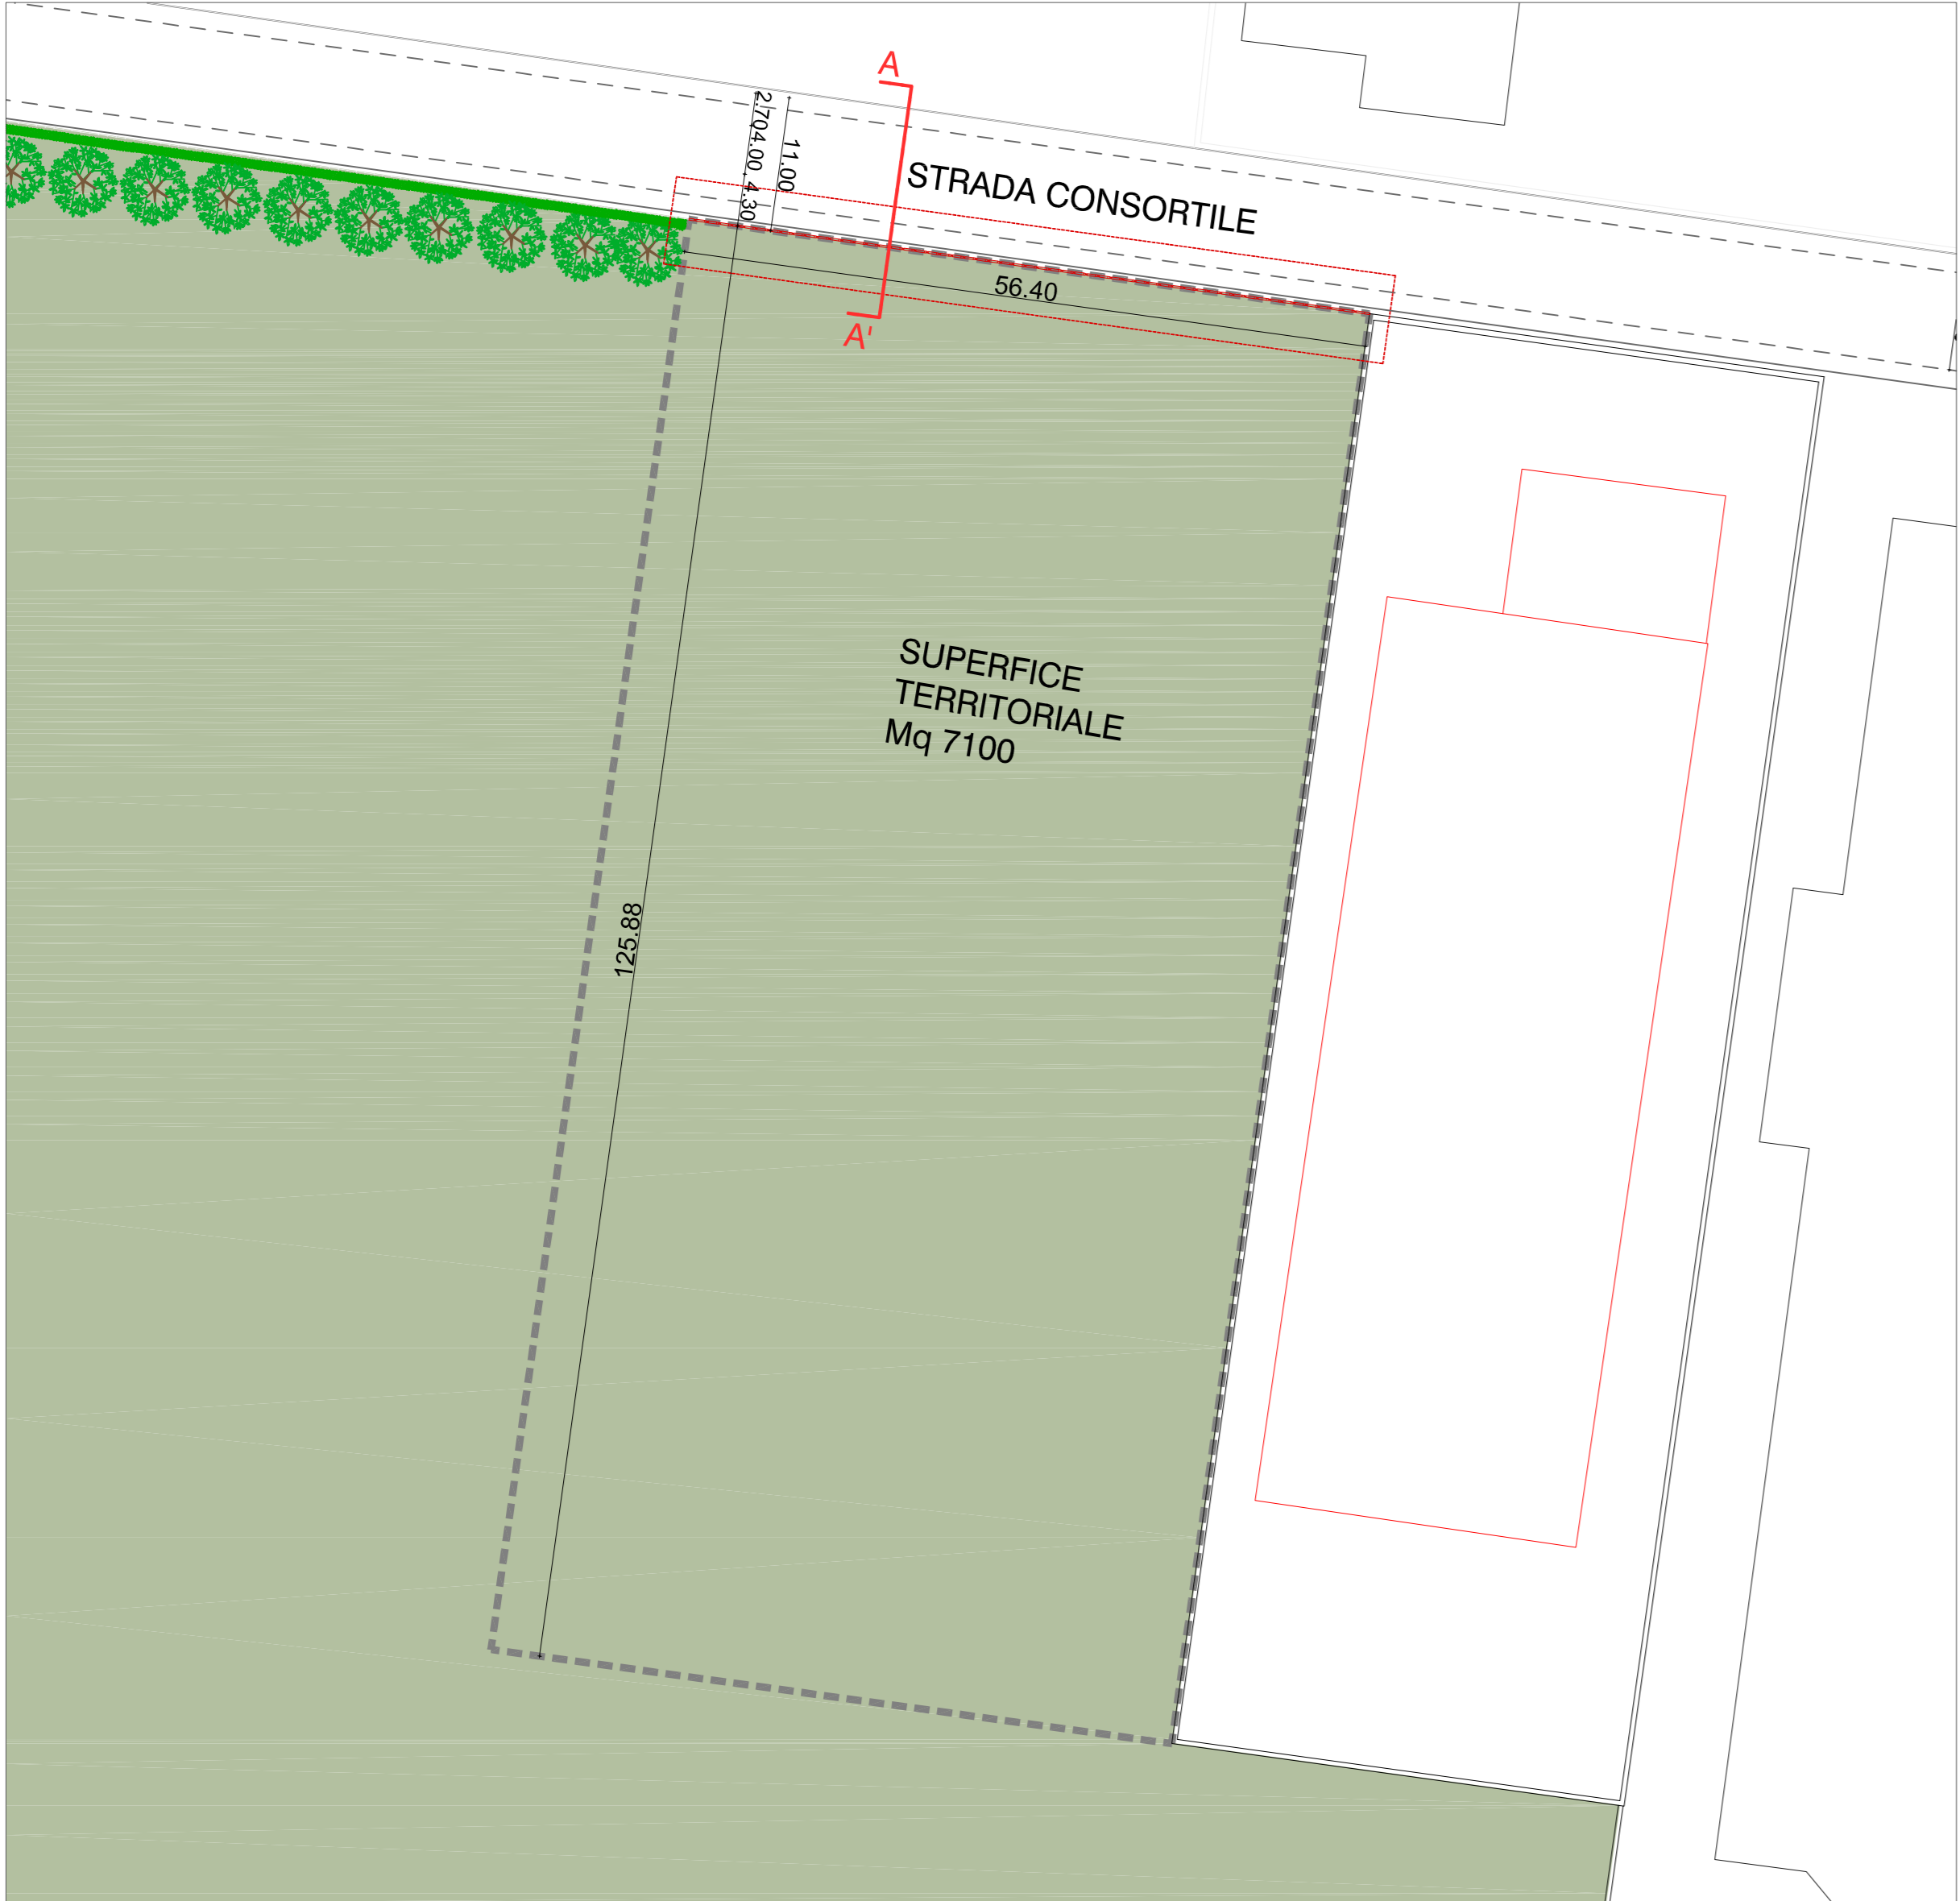 A
2.70
4.00
4.30
11.00
STRADA CONSORTILE
56.40
A'
SUPERFICE
TERRITORIALE
Mq 7100
125.88